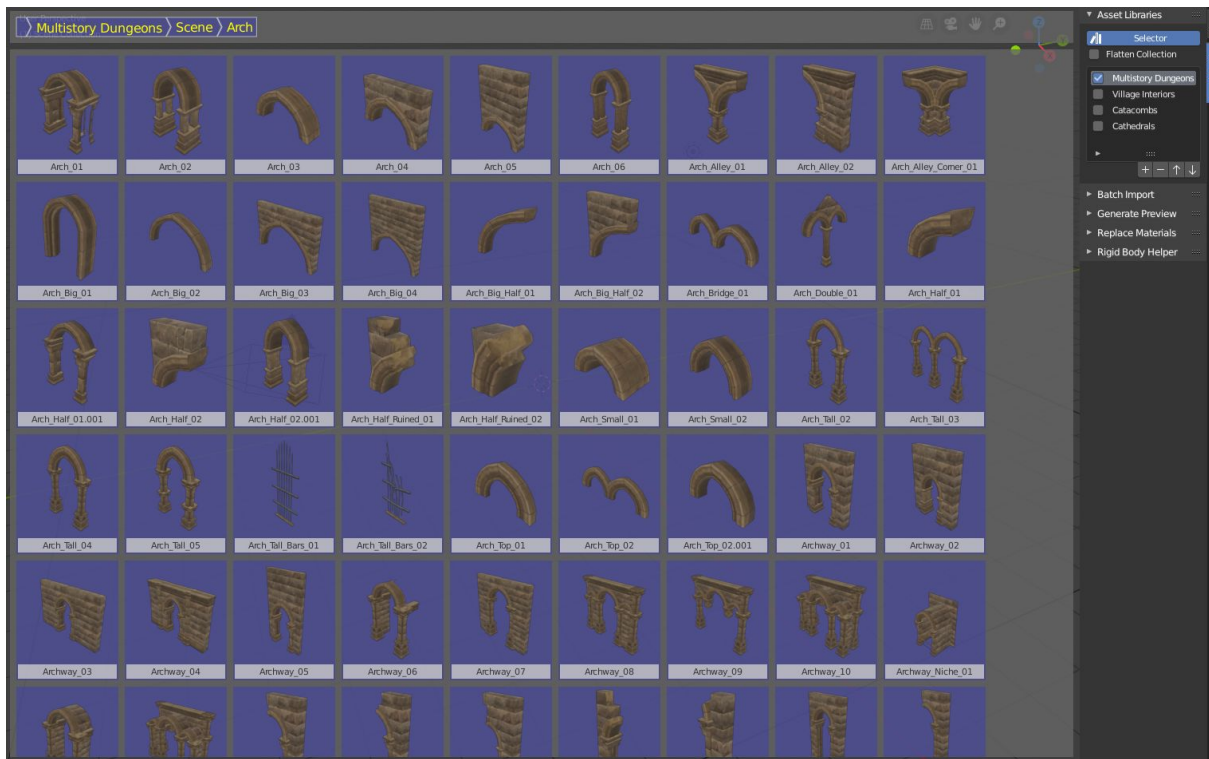 Multistory Dungeons Scene Arch
Arch_01 Arch_02 Arch_03 Arch_04 Arch_05 Arch_06 Arch_Alley_01 Arch_Alley_02 Arch_Alley_Corner_01
Arch_Big_01 Arch_Big_02 Arch_Big_03 Arch_Big_04 Arch_Big_Half_01 Arch_Big_Half_02 Arch_Bridge_01 Arch_Double_01 Arch_Half_01
Arch_Half_01.001 Arch_Half_02 Arch_Half_02.001 Arch_Half_Ruined_01 Arch_Half_Ruined_02 Arch_Small_01 Arch_Small_02 Arch_Tall_02 Arch_Tall_03
Arch_Tall_04 Arch_Tall_05 Arch_Tall_Bars_01 Arch_Tall_Bars_02 Arch_Top_01 Arch_Top_02 Arch_Top_02.001 Archway_01 Archway_02
Archway_03 Archway_04 Archway_05 Archway_06 Archway_07 Archway_08 Archway_09 Archway_10 Archway_Niche_01
Asset Libraries
Selector
Flatten Collection
Multistory Dungeons
Village Interiors
Catacombs
Cathedrals
Batch Import
Generate Preview
Replace Materials
Rigid Body Helper